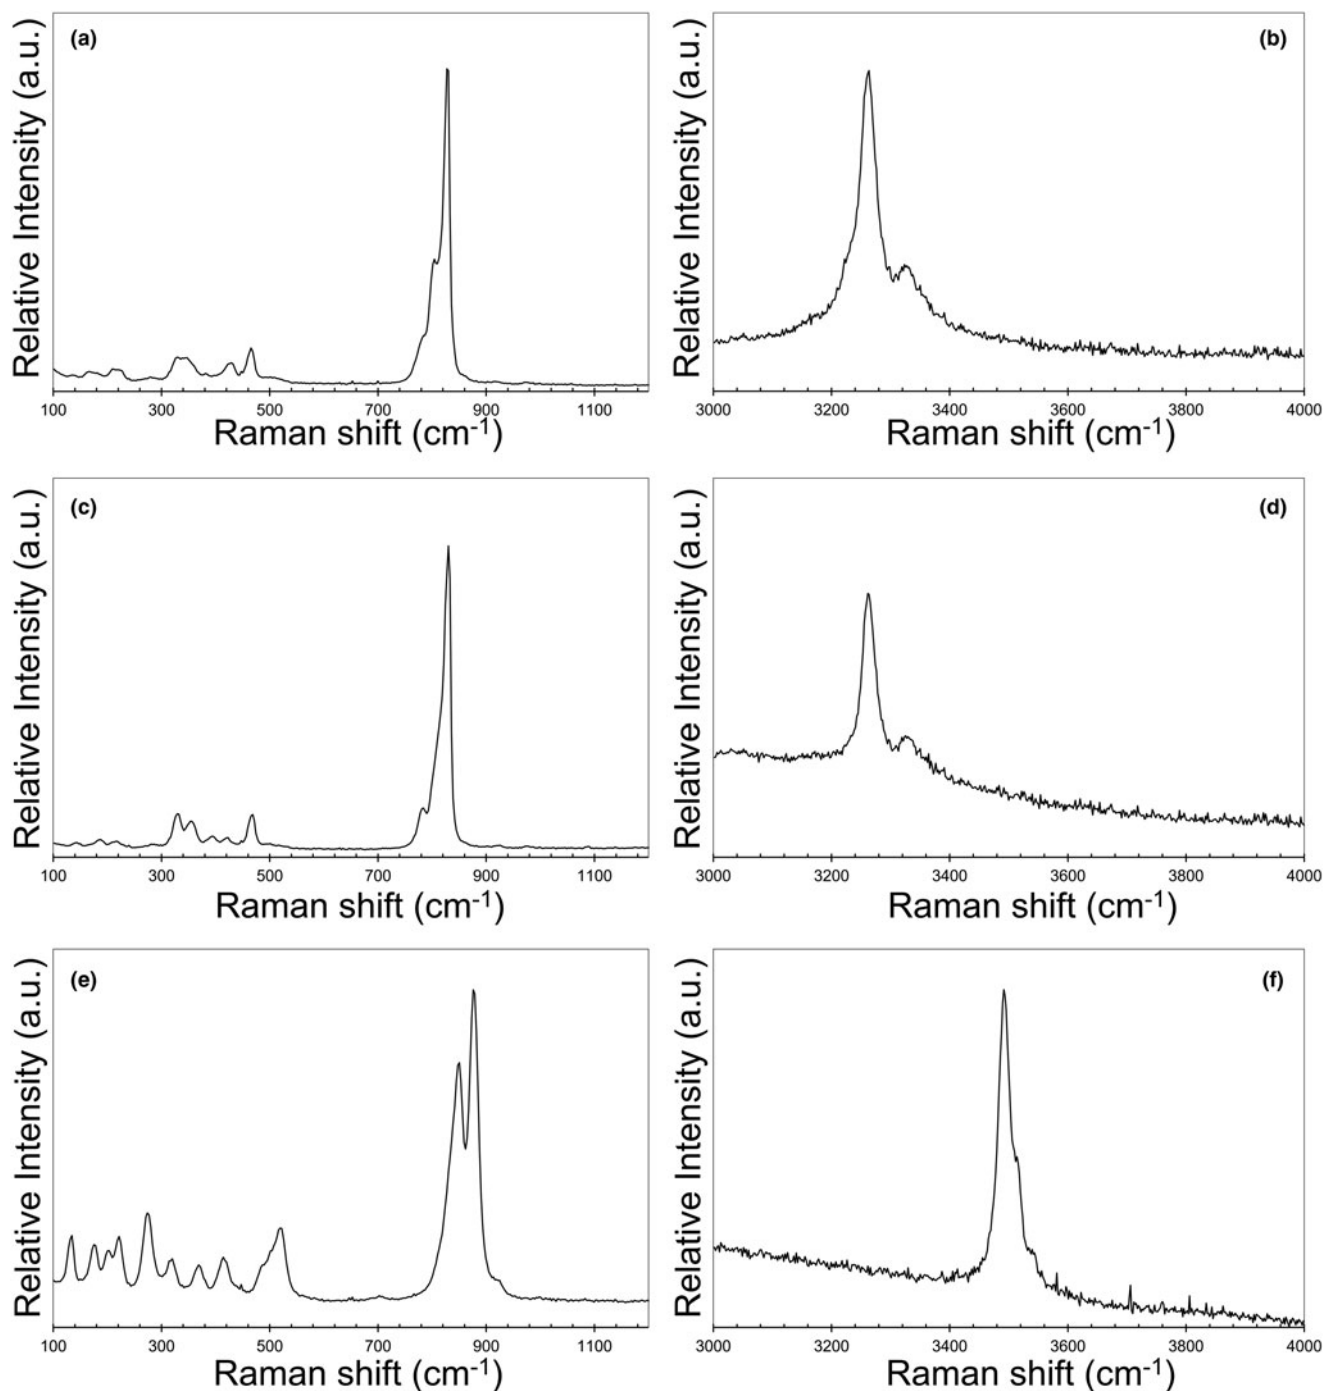 (a)
Relative Intensity (a.u.)
100 300 500 700 900 1100
Raman shift (cm⁻¹)
(b)
Relative Intensity (a.u.)
3000 3200 3400 3600 3800 4000
Raman shift (cm⁻¹)
(c)
Relative Intensity (a.u.)
100 300 500 700 900 1100
Raman shift (cm⁻¹)
(d)
Relative Intensity (a.u.)
3000 3200 3400 3600 3800 4000
Raman shift (cm⁻¹)
(e)
Relative Intensity (a.u.)
100 300 500 700 900 1100
Raman shift (cm⁻¹)
(f)
Relative Intensity (a.u.)
3000 3200 3400 3600 3800 4000
Raman shift (cm⁻¹)